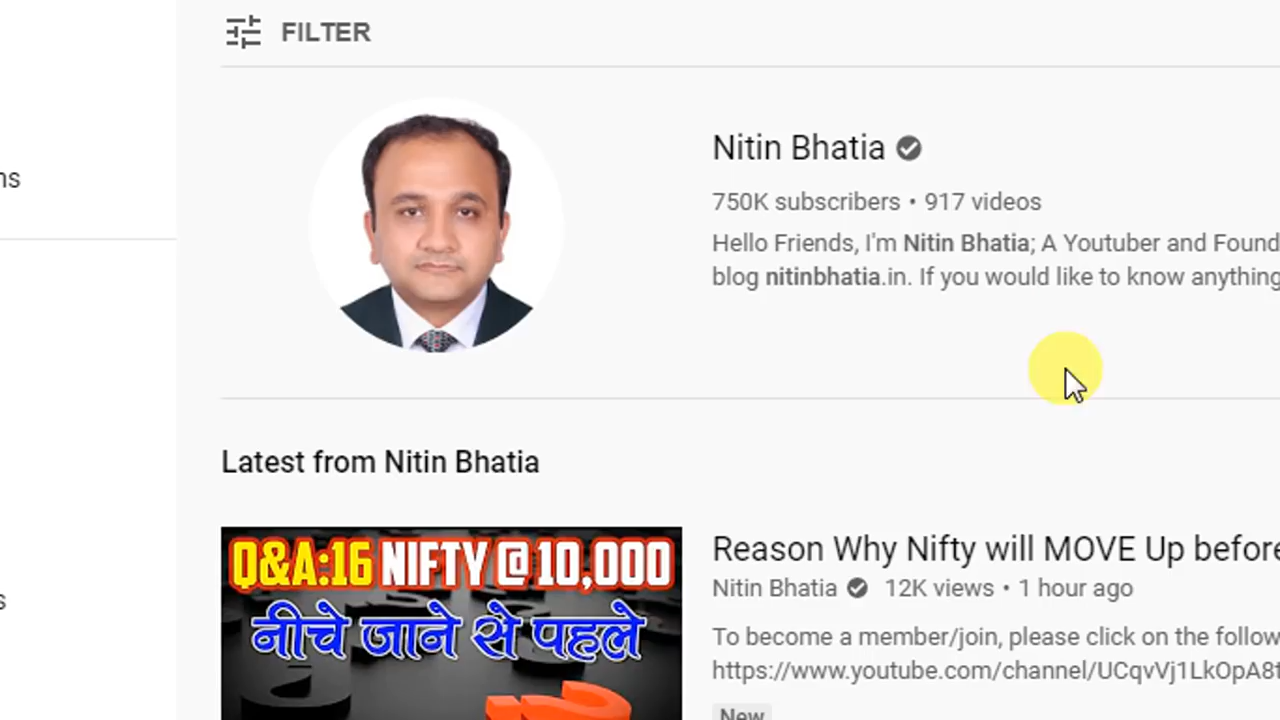 FILTER
ns
Nitin Bhatia
750K subscribers • 917 videos
Hello Friends, I'm Nitin Bhatia; A Youtuber and Found
blog nitinbhatia.in. If you would like to know anything
Latest from Nitin Bhatia
Q&A:16 NIFTY @ 10,000
नीचे जाने से पहले
Reason Why Nifty will MOVE Up before
Nitin Bhatia 12K views • 1 hour ago
s
To become a member/join, please click on the follow
https://www.youtube.com/channel/UCqvVj1LkOpA8t
New